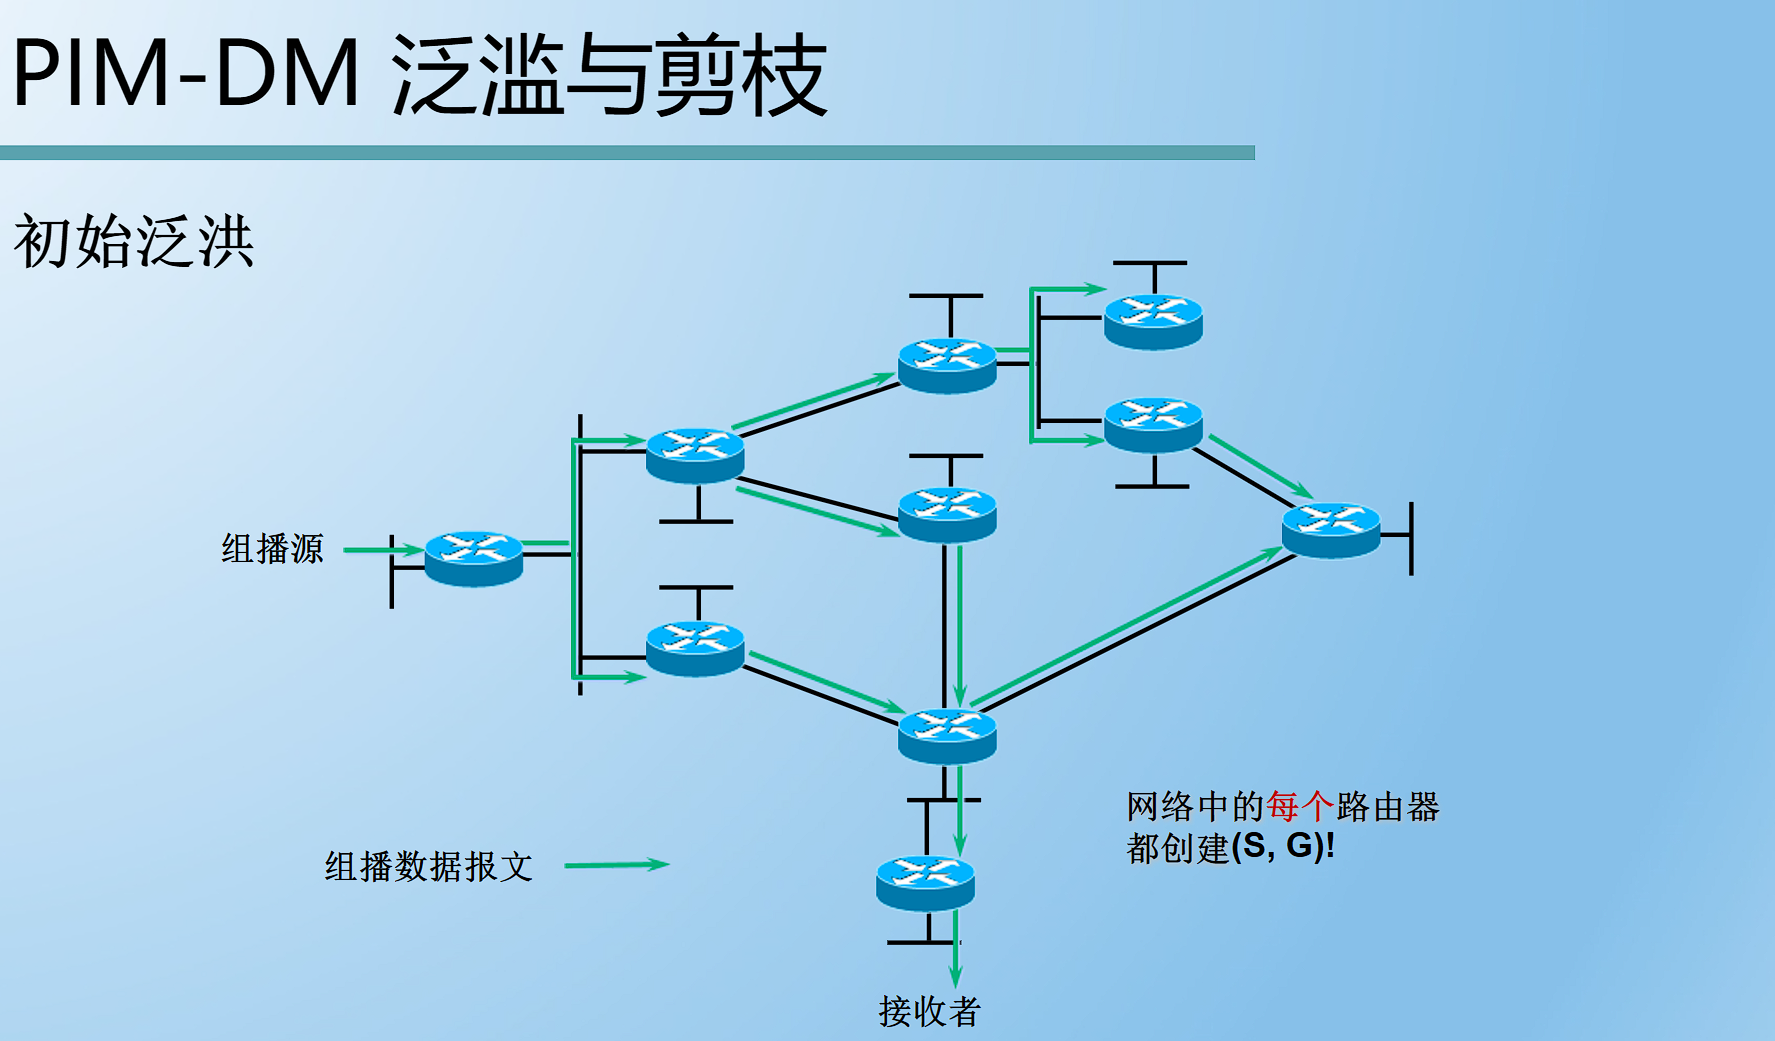 PIM-DM 泛滥与剪枝
初始泛洪
组播源
网络中的每个路由器
都创建(S, G)!
组播数据报文
接收者